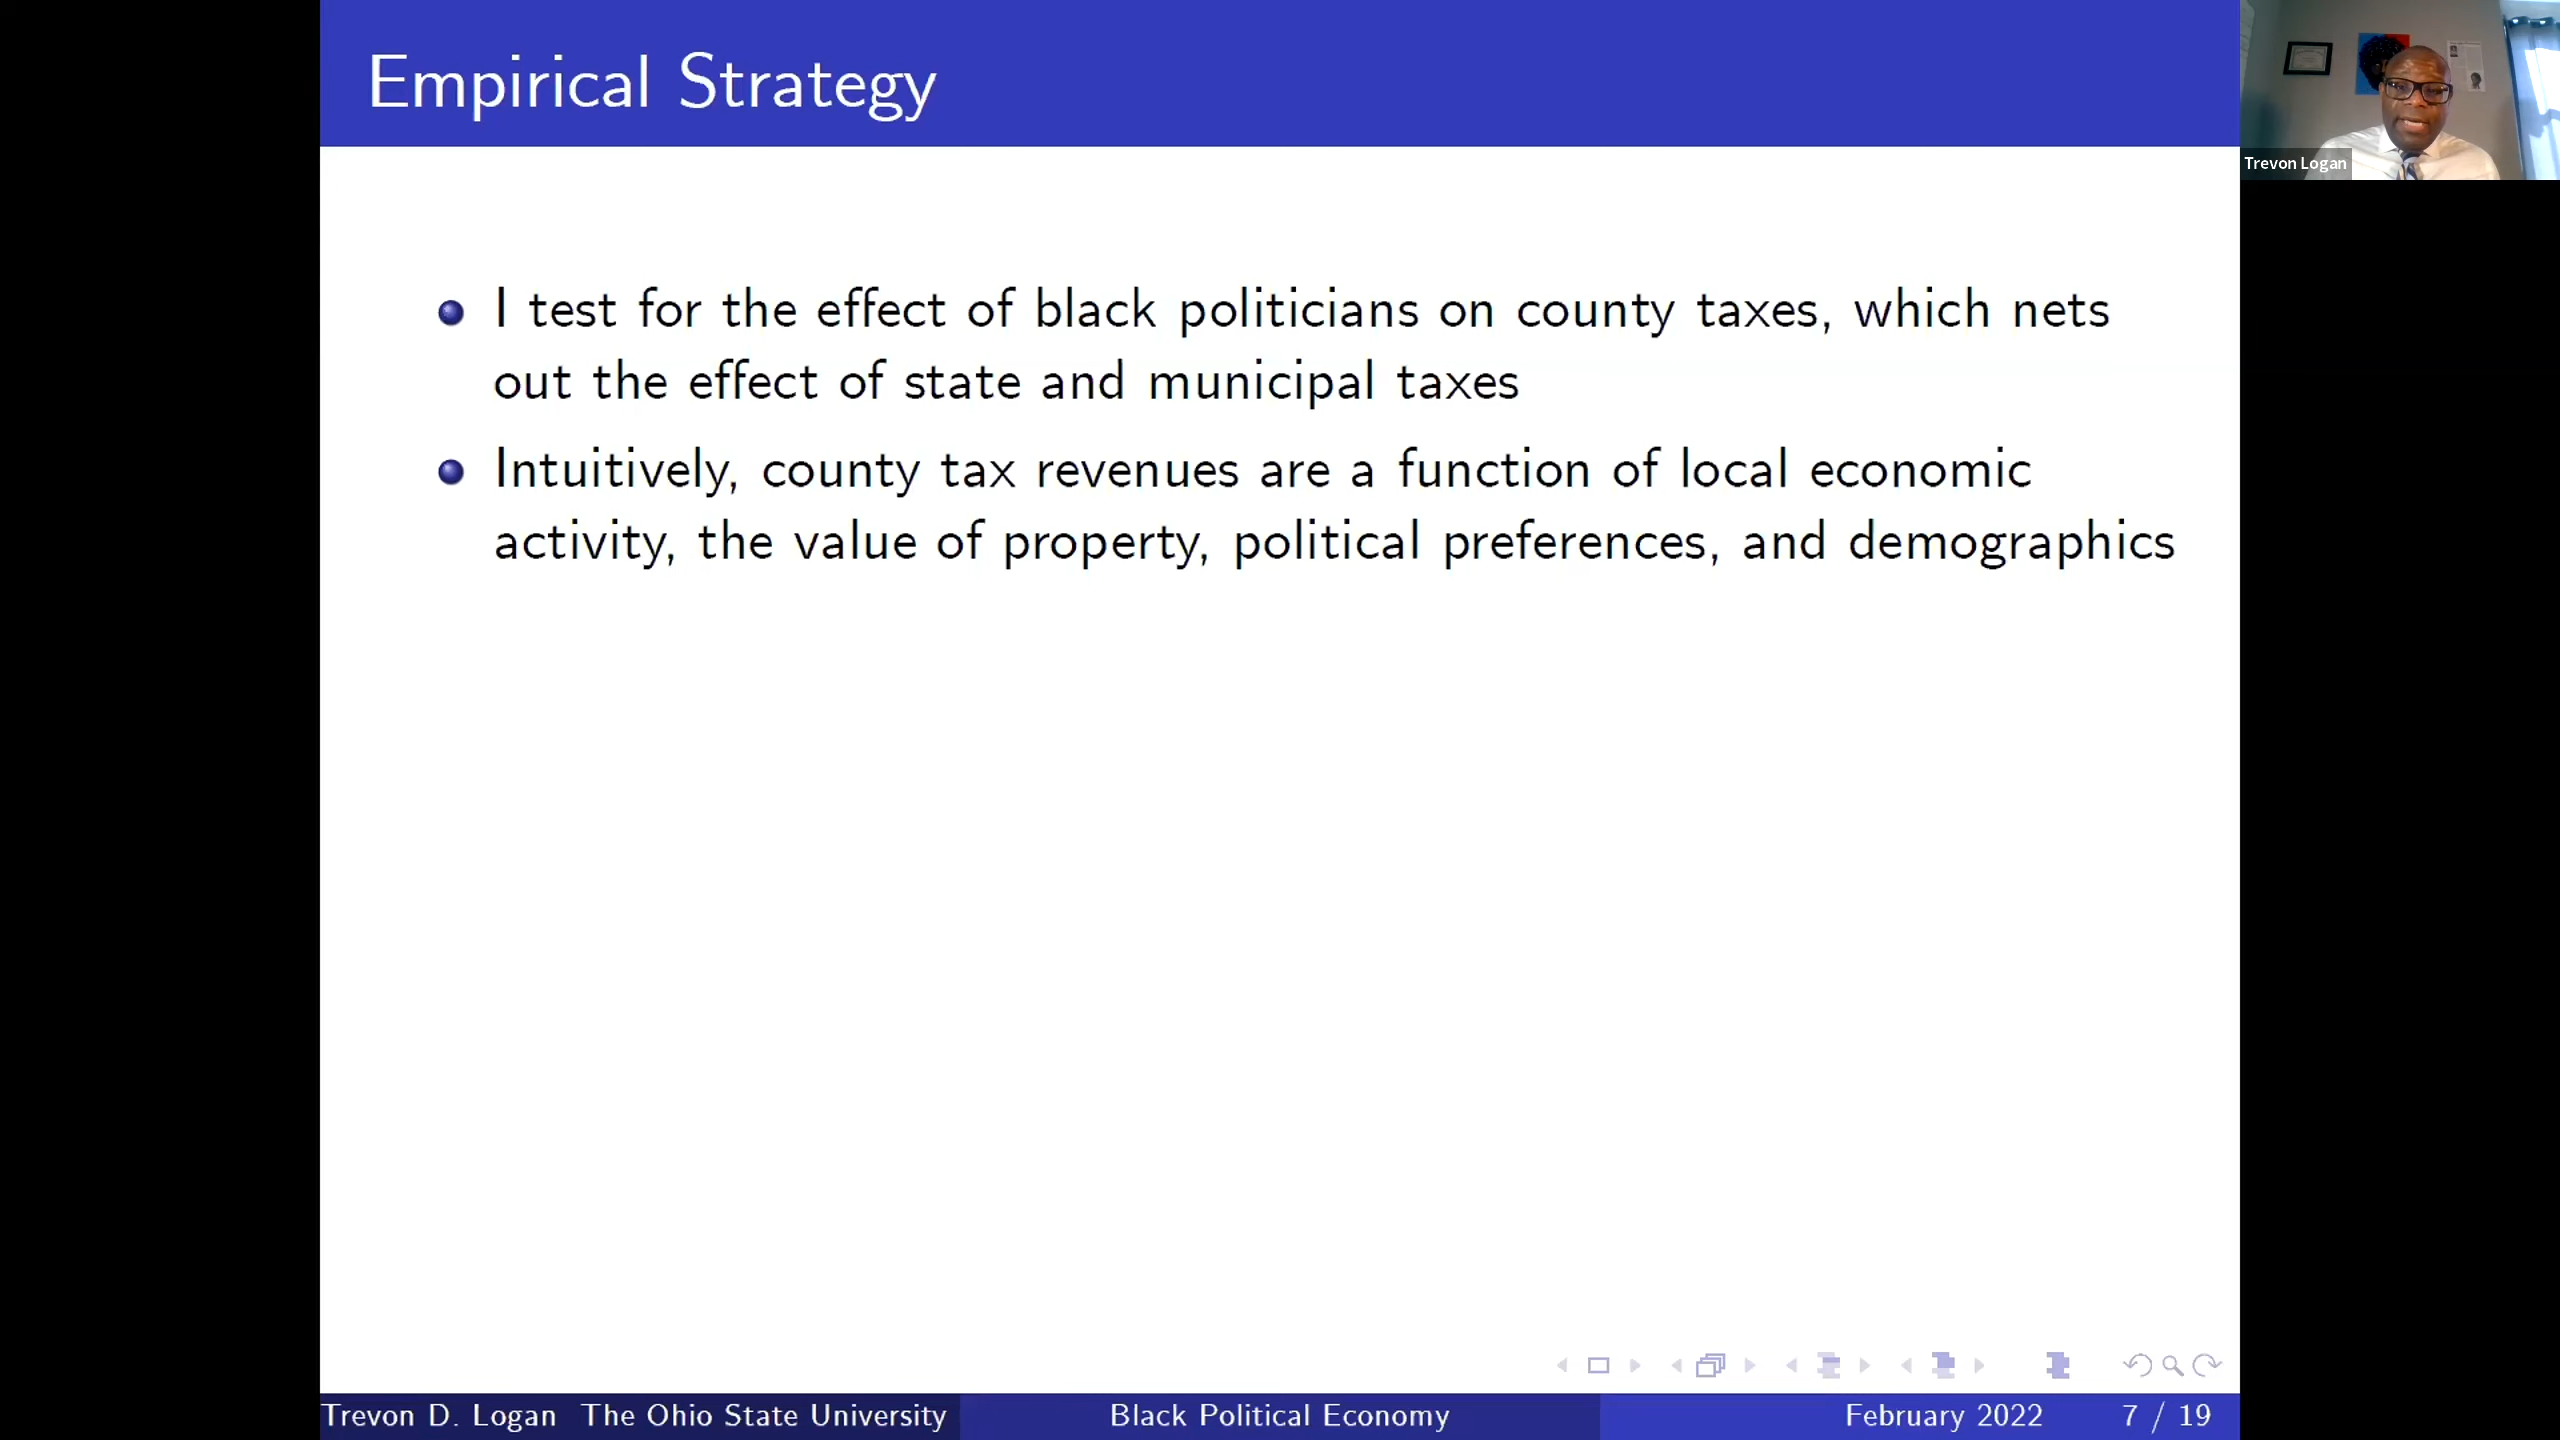 Empirical Strategy
Trevon Logan
I test for the effect of black politicians on county taxes, which nets
out the effect of state and municipal taxes
Intuitively, county tax revenues are a function of local economic
activity, the value of property, political preferences, and demographics
Trevon D. Logan The Ohio State University
Black Political Economy
February 2022
7 / 19